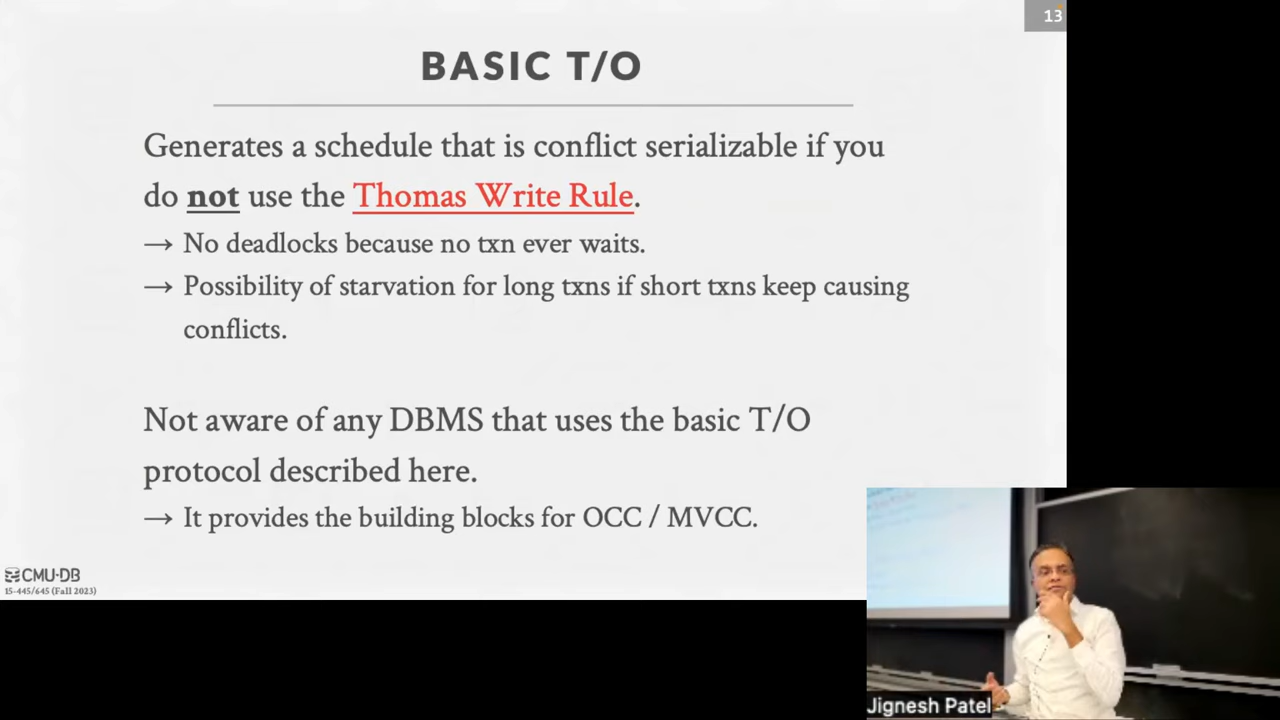 13
BASIC T/O
Generates a schedule that is conflict serializable if you
do not use the Thomas Write Rule.
→ No deadlocks because no txn ever waits.
→ Possibility of starvation for long txns if short txns keep causing
conflicts.
Not aware of any DBMS that uses the basic T/O
protocol described here.
→ It provides the building blocks for OCC / MVCC.
CMU·DB
15-445/645 (Fall 2023)
Jignesh Patel